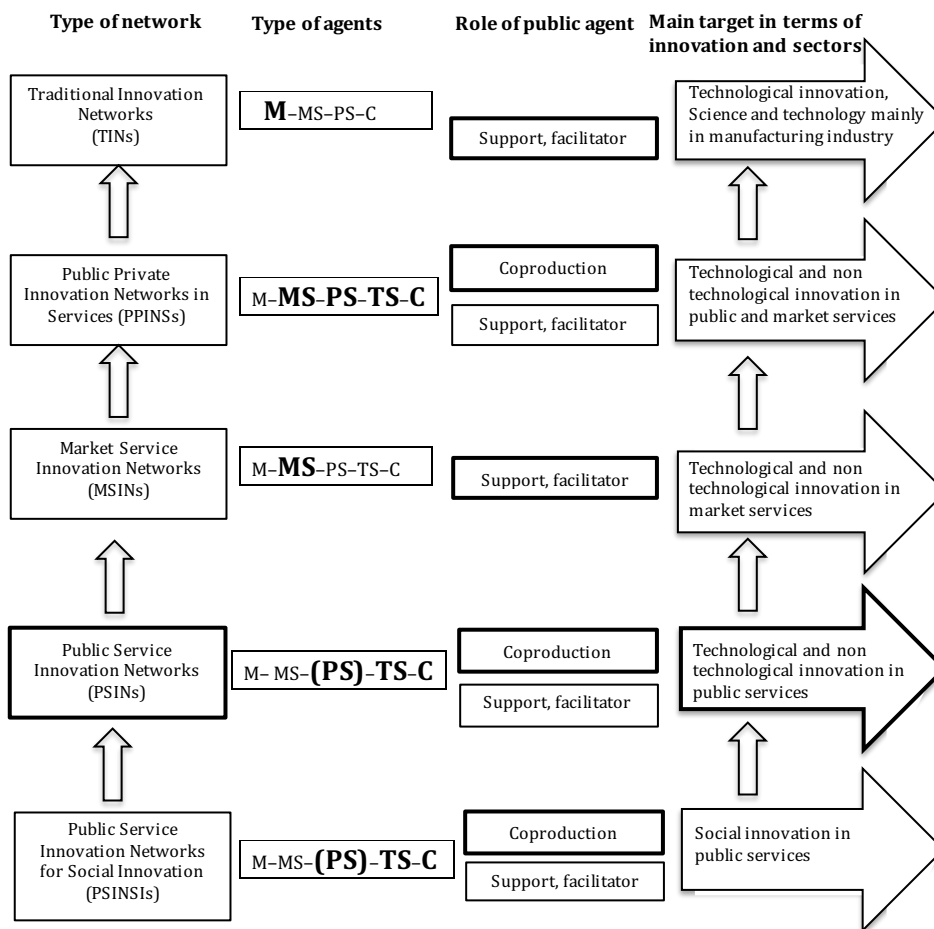 Type of network
Type of agents
Role of public agent
Main target in terms of
innovation and sectors
Traditional Innovation
Networks
(TINs)
M–MS–PS–C
Support, facilitator
Technological innovation,
Science and technology mainly
in manufacturing industry
Public Private
Innovation Networks in
Services (PPINSs)
M–MS–PS–TS–C
Coproduction
Support, facilitator
Technological and non
technological innovation in
public and market services
Market Service
Innovation Networks
(MSINs)
M–MS–PS–TS–C
Support, facilitator
Technological and non
technological innovation in
market services
Public Service
Innovation Networks
(PSINs)
M– MS–(PS)–TS–C
Coproduction
Support, facilitator
Technological and non
technological innovation in
public services
Public Service
Innovation Networks
for Social Innovation
(PSINSIs)
M–MS–(PS)–TS–C
Coproduction
Support, facilitator
Social innovation in
public services